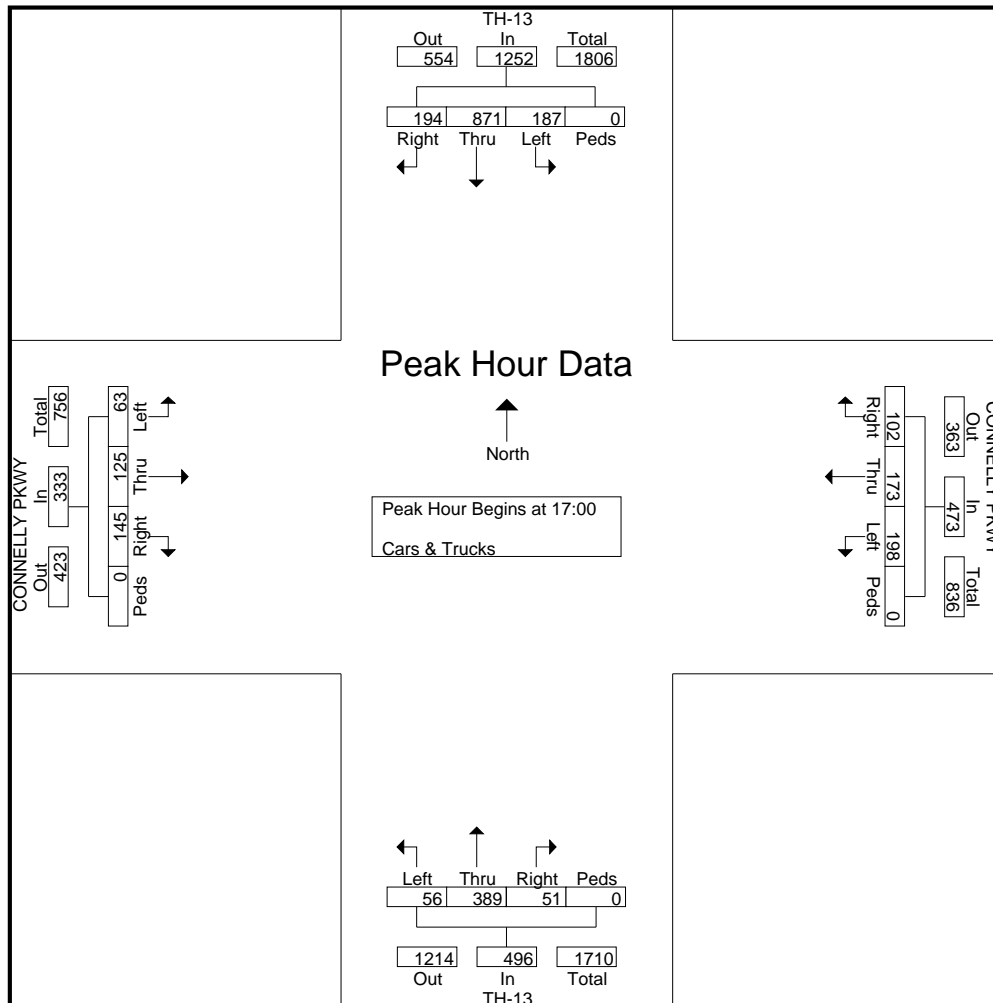 TH-13
Out In Total
554 1252 1806
194 871 187 0
Right Thru Left Peds
Peak Hour Data
North
Peak Hour Begins at 17:00
Cars & Trucks
CONNELLY PKWY
Total In Out
756 333 423
63 125 145 0
Left Thru Right Peds
CONNELLY PKWY
Out In Total
363 473 836
102 173 198 0
Right Thru Left Peds
Left Thru Right Peds
56 389 51 0
1214 496 1710
Out In Total
TH-13